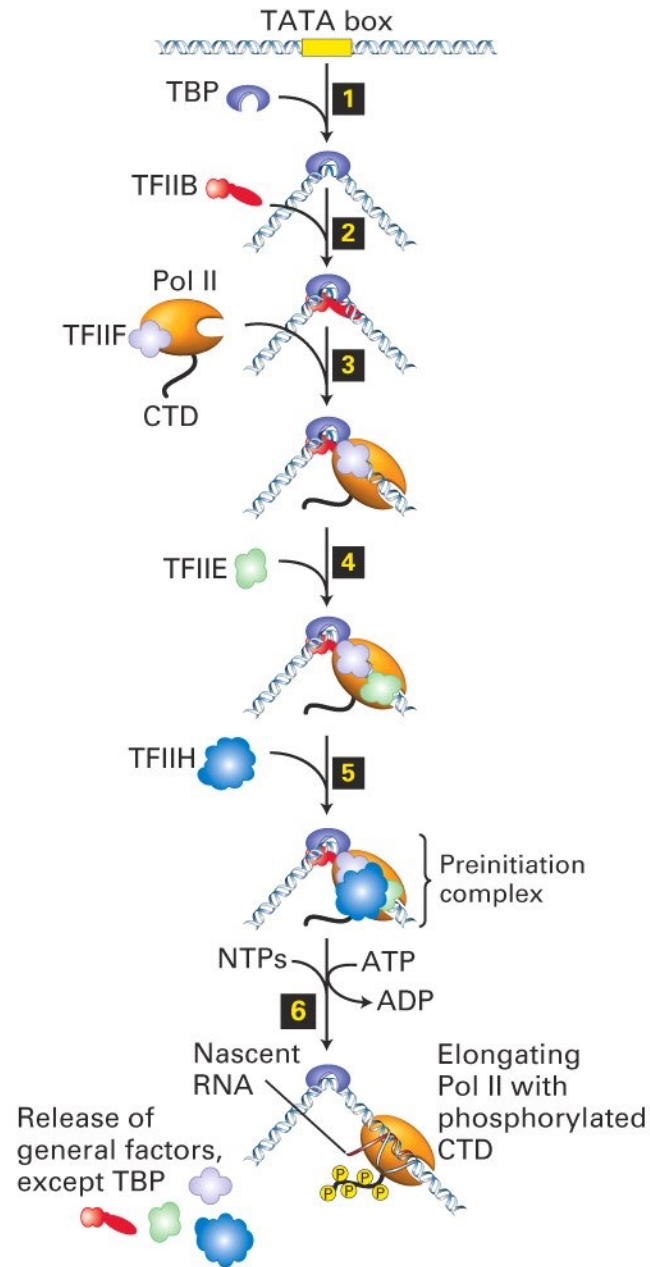 TATA box
TBP
1
TFIIB
2
Pol II
TFIIF
3
CTD
TFIIE
4
TFIIH
5
Preinitiation
complex
NTPs
ATP
6
ADP
Nascent
RNA
Elongating
Pol II with
phosphorylated
CTD
Release of
general factors,
except TBP
P
P
P
P
P
P